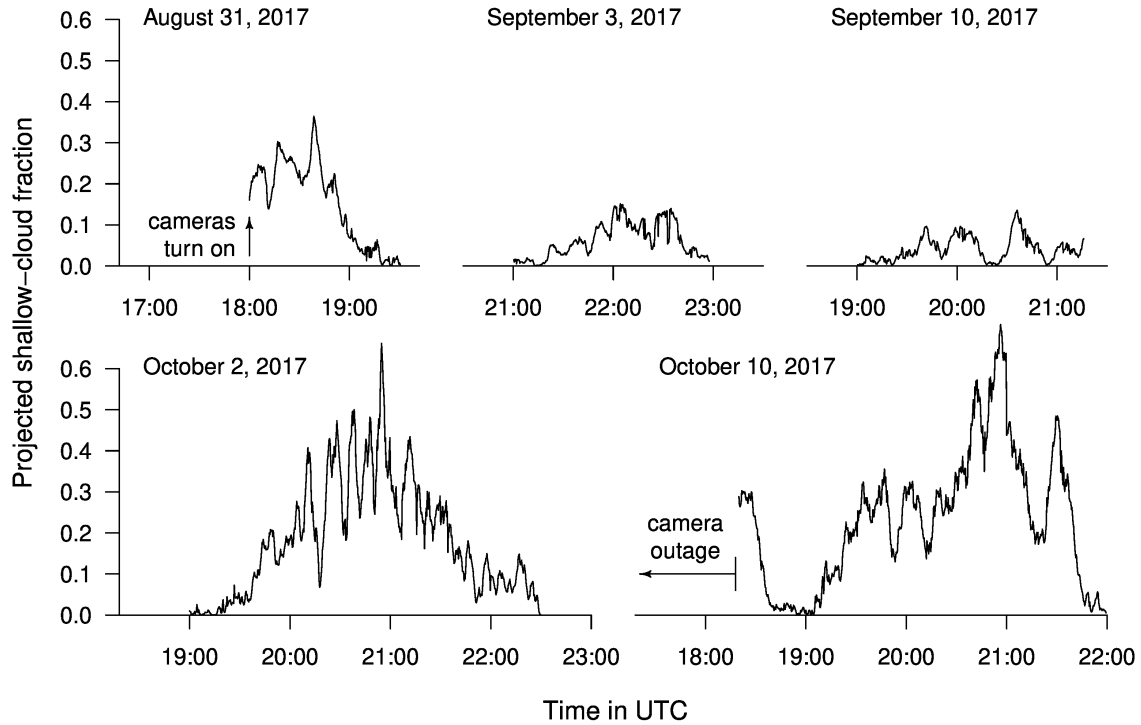 August 31, 2017
September 3, 2017
September 10, 2017
0.6
0.5
0.4
0.3
0.2
0.1
0.0
cameras
turn on
17:00 18:00 19:00
21:00 22:00 23:00
19:00 20:00 21:00
Projected shallow−cloud fraction
October 2, 2017
October 10, 2017
0.6
0.5
0.4
0.3
0.2
0.1
0.0
camera
outage
19:00 20:00 21:00 22:00 23:00
18:00 19:00 20:00 21:00 22:00
Time in UTC